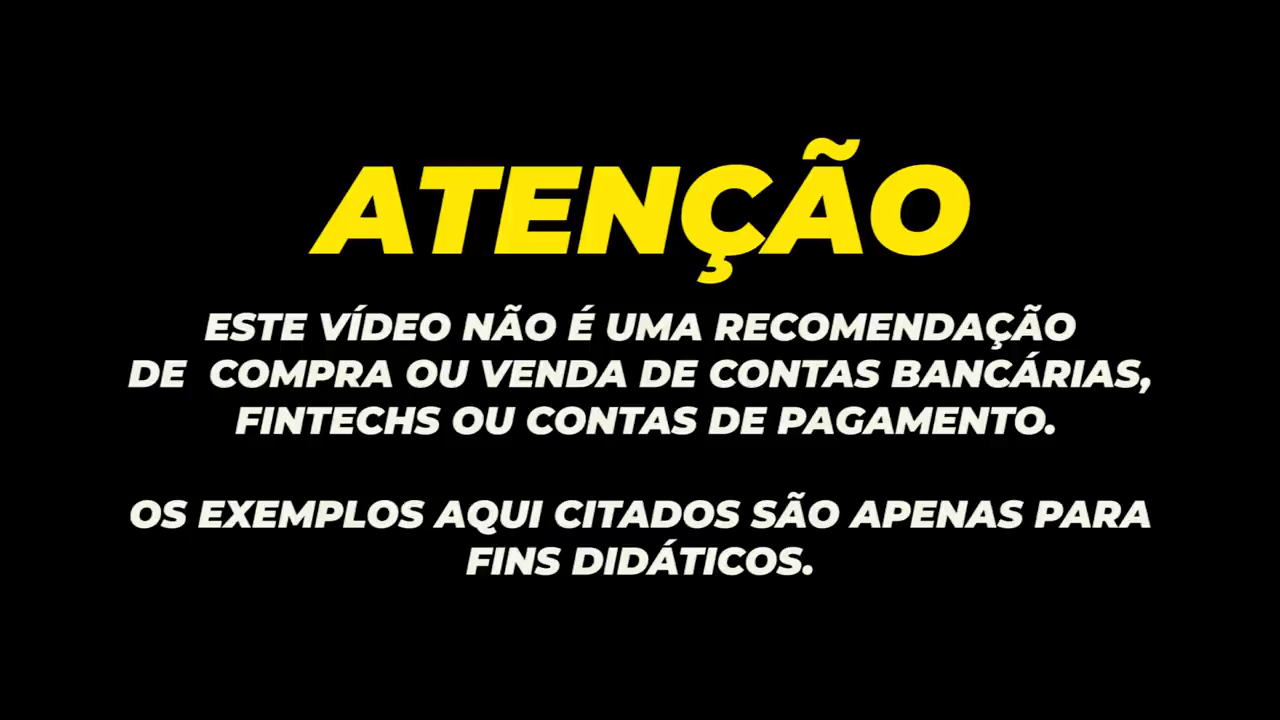 ATENÇÃO
ESTE VÍDEO NÃO É UMA RECOMENDAÇÃO
DE COMPRA OU VENDA DE CONTAS BANCÁRIAS,
FINTECHS OU CONTAS DE PAGAMENTO.
OS EXEMPLOS AQUI CITADOS SÃO APENAS PARA
FINS DIDÁTICOS.